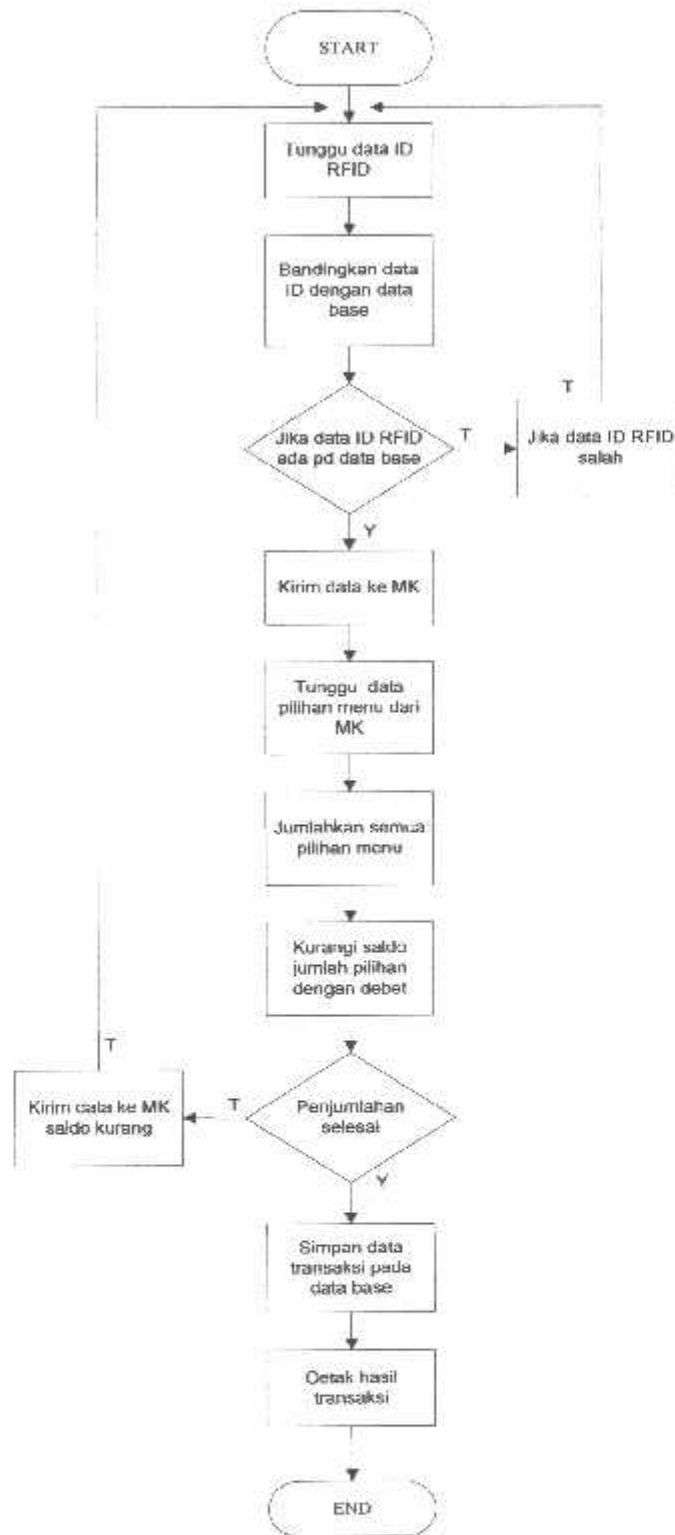 START
Tunggu data ID
RFID
Bandingkan data
ID dengan data
base
Jika data ID RFID
ada pd data base
T
T
Jika data ID RFID
salah
Y
Kirim data ke MK
Tunggu data
pilihan menu dari
MK
Jumlahkan semua
pilihan menu
Kurangi saldo
jumlah pilihan
dengan debet
T
Kirim data ke MK
saldo kurang
T
Penjumlahan
selesai
Y
Simpan data
transaksi pada
data base
Cetak hasil
transaksi
END